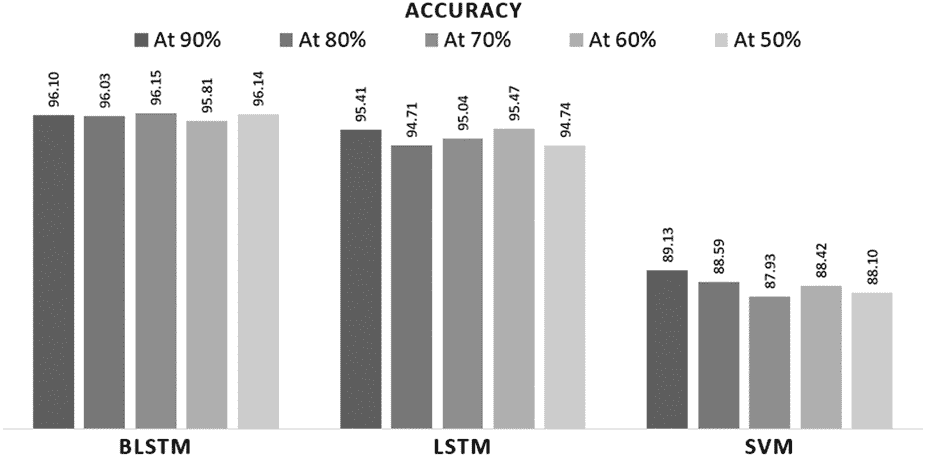 ACCURACY
At 90% At 80% At 70% At 60% At 50%
96.10 96.03 96.15 95.81 96.14 95.41 94.71 95.04 95.47 94.74 89.13 88.59 87.93 88.42 88.10
BLSTM LSTM SVM